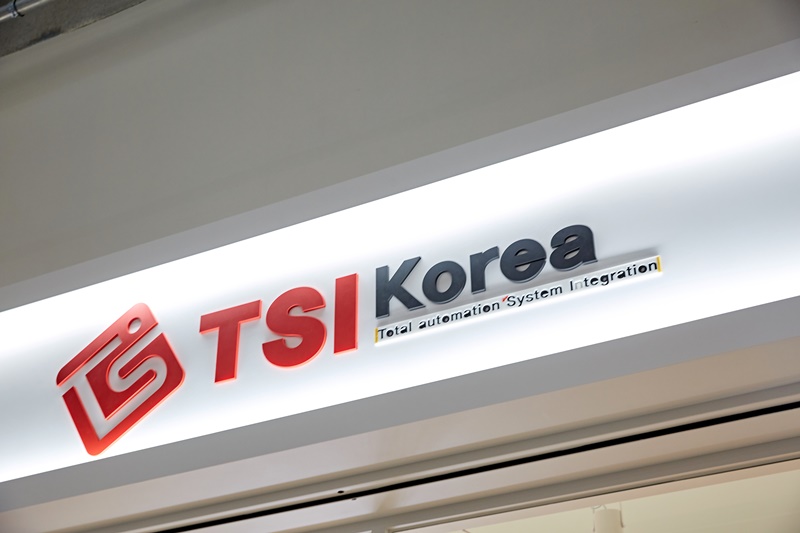 TSI Korea
Total automation System Integration